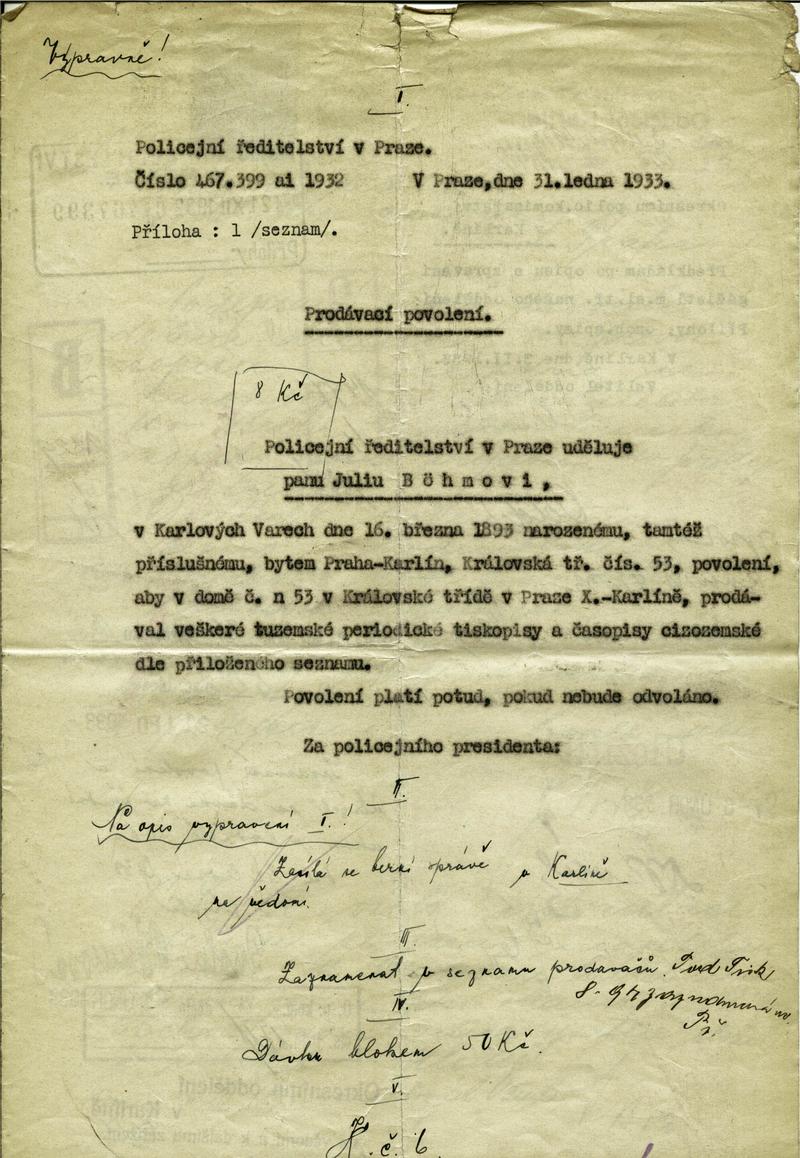 Výpravně!
I.
Policejní ředitelství v Praze.
Číslo 467.399 ai 1932 V Praze,dne 31.ledna 1933.
Příloha : 1 /seznam/.
Prodávací povolení.
8 Kč
Policejní ředitelství v Praze uděluje
panu Juliu Böhmovi,
v Karlových Varech dne 16. března 1893 narozenému, tamtéž
příslušnému, bytem Praha-Karlín, Královská tř. čís. 53, povolení,
aby v domě č. n 53 v Královské třídě v Praze X.-Karlíně, prodá-
val veškeré tuzemské periodické tiskopisy a časopisy cizozemské
dle přiloženého seznamu.
Povolení platí potud, pokud nebude odvoláno.
Za policejního presidenta:
II.
Na opis vypravení I.!
Zasílá se berní správě v Karlíně
na vědomí.
III.
Zaznamenat v seznamu prodavačů.
IV.
Dávka blokem 50 Kč.
V.
H.č.b.